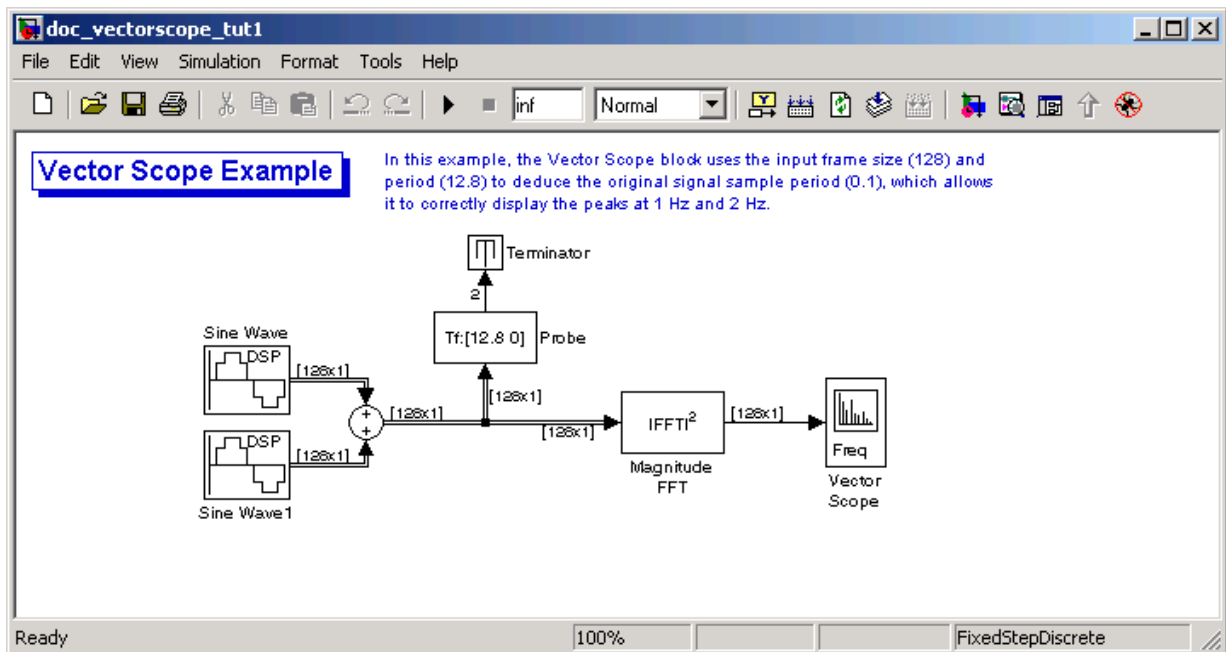 doc_vectorscope_tut1
File Edit View Simulation Format Tools Help
inf Normal
Vector Scope Example
In this example, the Vector Scope block uses the input frame size (128) and
period (12.8) to deduce the original signal sample period (0.1), which allows
it to correctly display the peaks at 1 Hz and 2 Hz.
Terminator
2
Tf:[12.8 0] Probe
Sine Wave
DSP
[128x1]
[128x1]
+
+
[128x1]
[128x1]
DSP
[128x1]
Sine Wave1
|FFT|²
Magnitude
FFT
[128x1]
Freq
Vector
Scope
Ready 100% FixedStepDiscrete